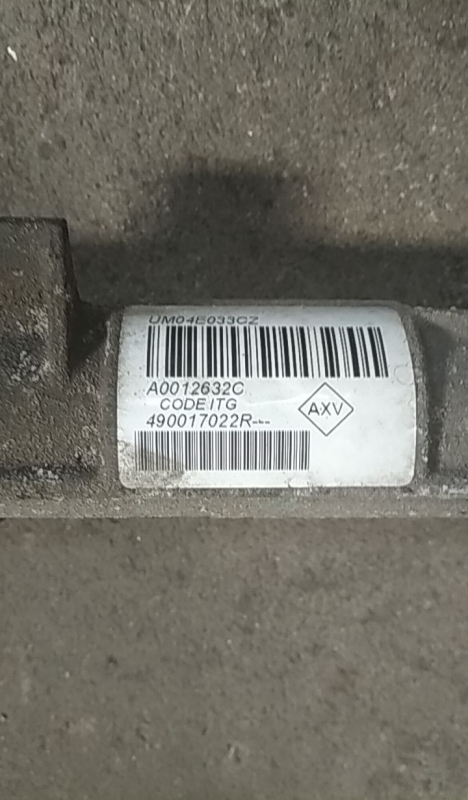 UM04E033CZ
A0012632C
CODE ITG
490017022R---
AXV